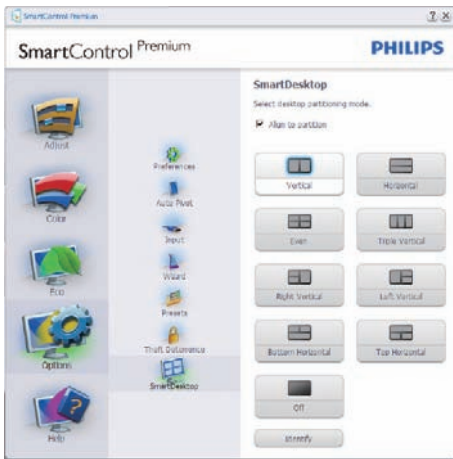 SmartControl Premium
SmartControl Premium
PHILIPS
Adjust
Color
Eco
Options
Help
Preferences
Auto Pivot
Input
Wizard
Presets
Theft Deterrence
SmartDesktop
SmartDesktop
Select desktop partitioning mode.
Align to partition
Vertical
Horizontal
Even
Triple Vertical
Right Vertical
Left Vertical
Bottom Horizontal
Top Horizontal
Off
Identify